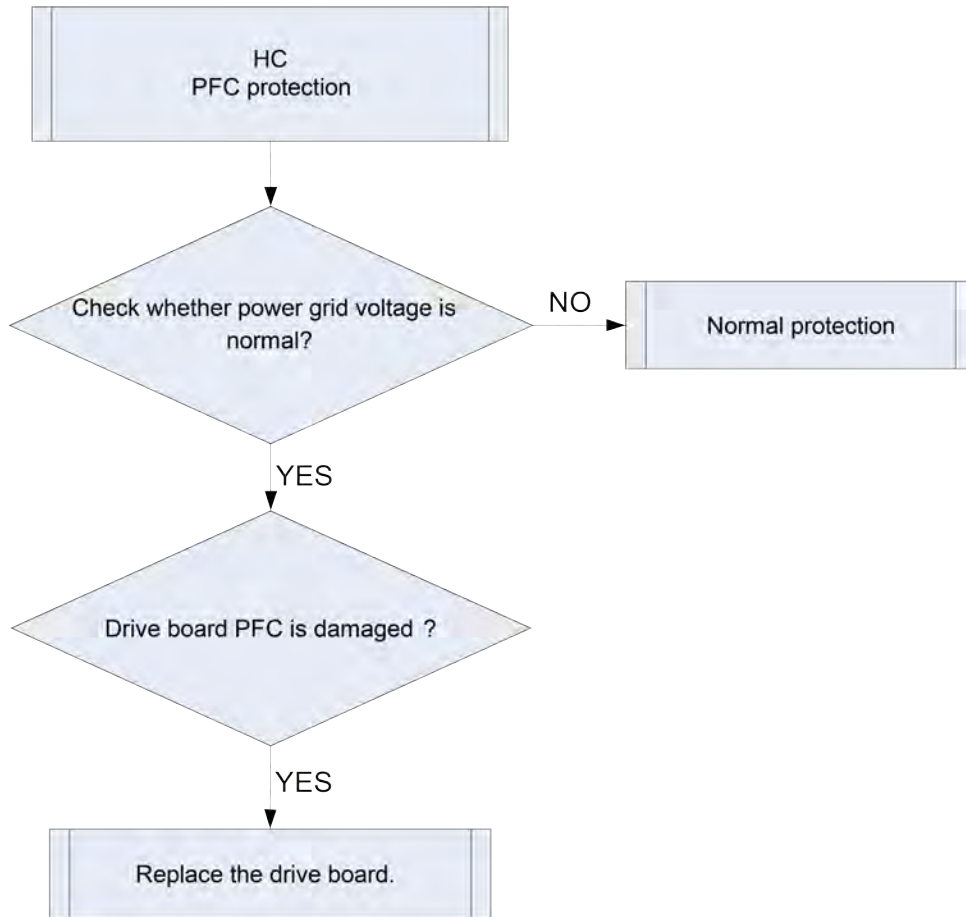 HC
PFC protection
Check whether power grid voltage is
normal?
NO
Normal protection
YES
Drive board PFC is damaged ?
YES
Replace the drive board.